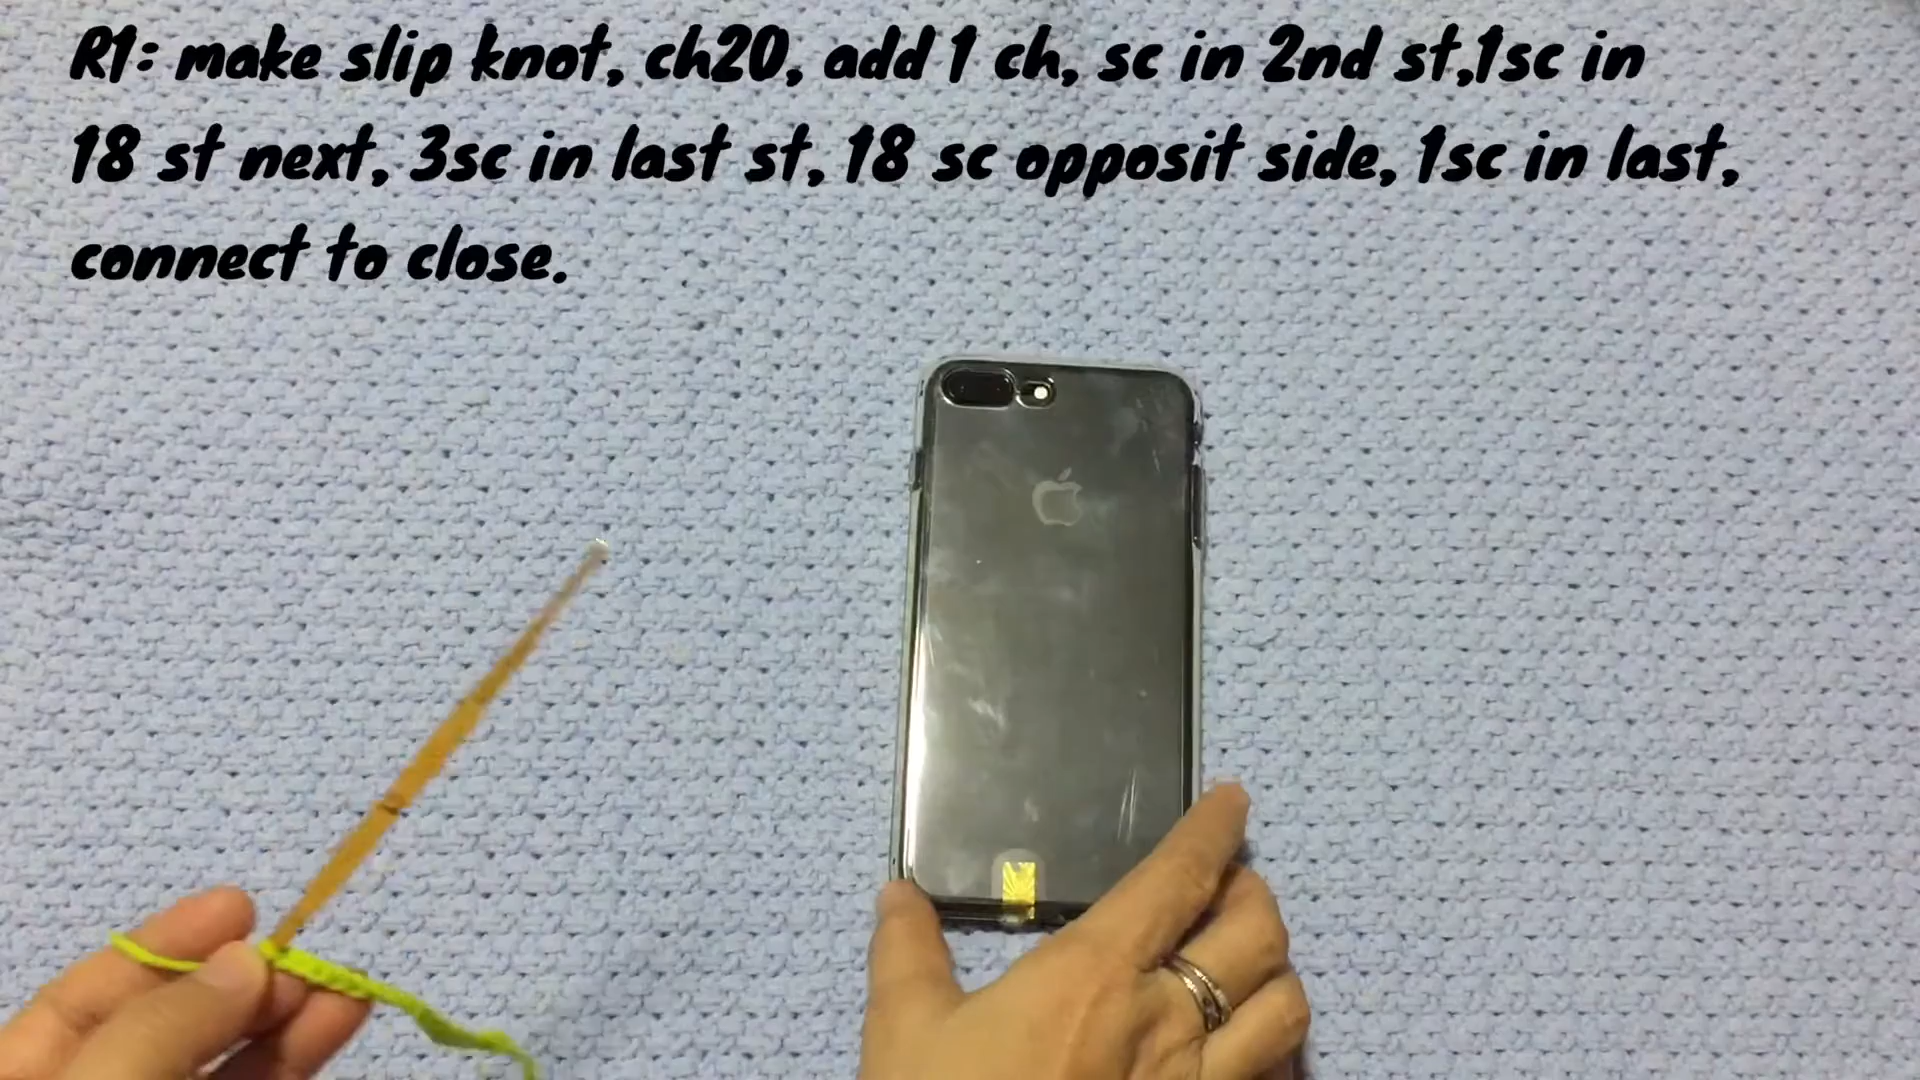 R1: make slip knot, ch20, add 1 ch, sc in 2nd st,1sc in
18 st next, 3sc in last st, 18 sc opposit side, 1sc in last,
connect to close.